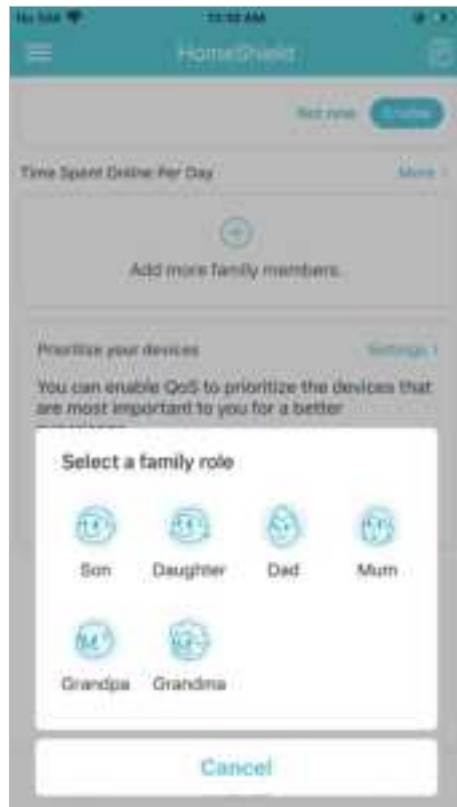 No SIM
HomeShield
Not now
Time Spent Online Per Day More
Add more family members.
Prioritize your devices Settings
You can enable QoS to prioritize the devices that
are most important to you for a better
Select a family role
Son Daughter Dad Mum
Grandpa Grandma
Cancel